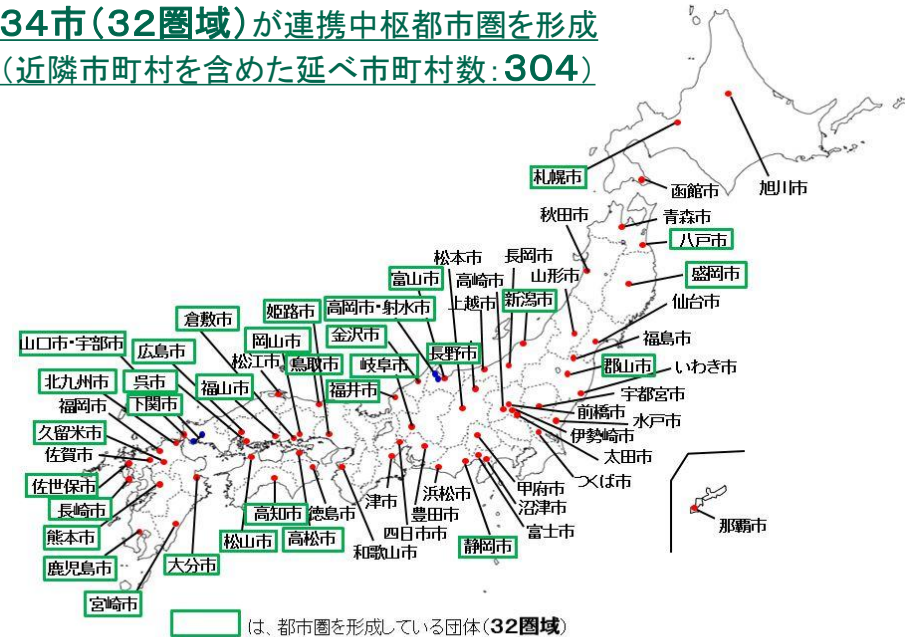 34市(32圏域)が連携中枢都市圏を形成
(近隣市町村を含めた延べ市町村数:304)
札幌市
函館市
旭川市
秋田市
青森市
八戸市
松本市
長岡市
富山市
高崎市
山形市
盛岡市
倉敷市
姫路市
高岡市・射水市
上越市
新潟市
仙台市
山口市・宇部市
広島市
岡山市
金沢市
福島市
松江市
鳥取市
岐阜市
長野市
郡山市
いわき市
北九州市
呉市
福山市
福井市
宇都宮市
福岡市
下関市
前橋市
水戸市
久留米市
伊勢崎市
佐賀市
太田市
佐世保市
つくば市
甲府市
長崎市
高知市
徳島市
津市
浜松市
沼津市
豊田市
熊本市
松山市
高松市
四日市市
富士市
那覇市
和歌山市
静岡市
鹿児島市
大分市
宮崎市
は、都市圏を形成している団体(32圏域)